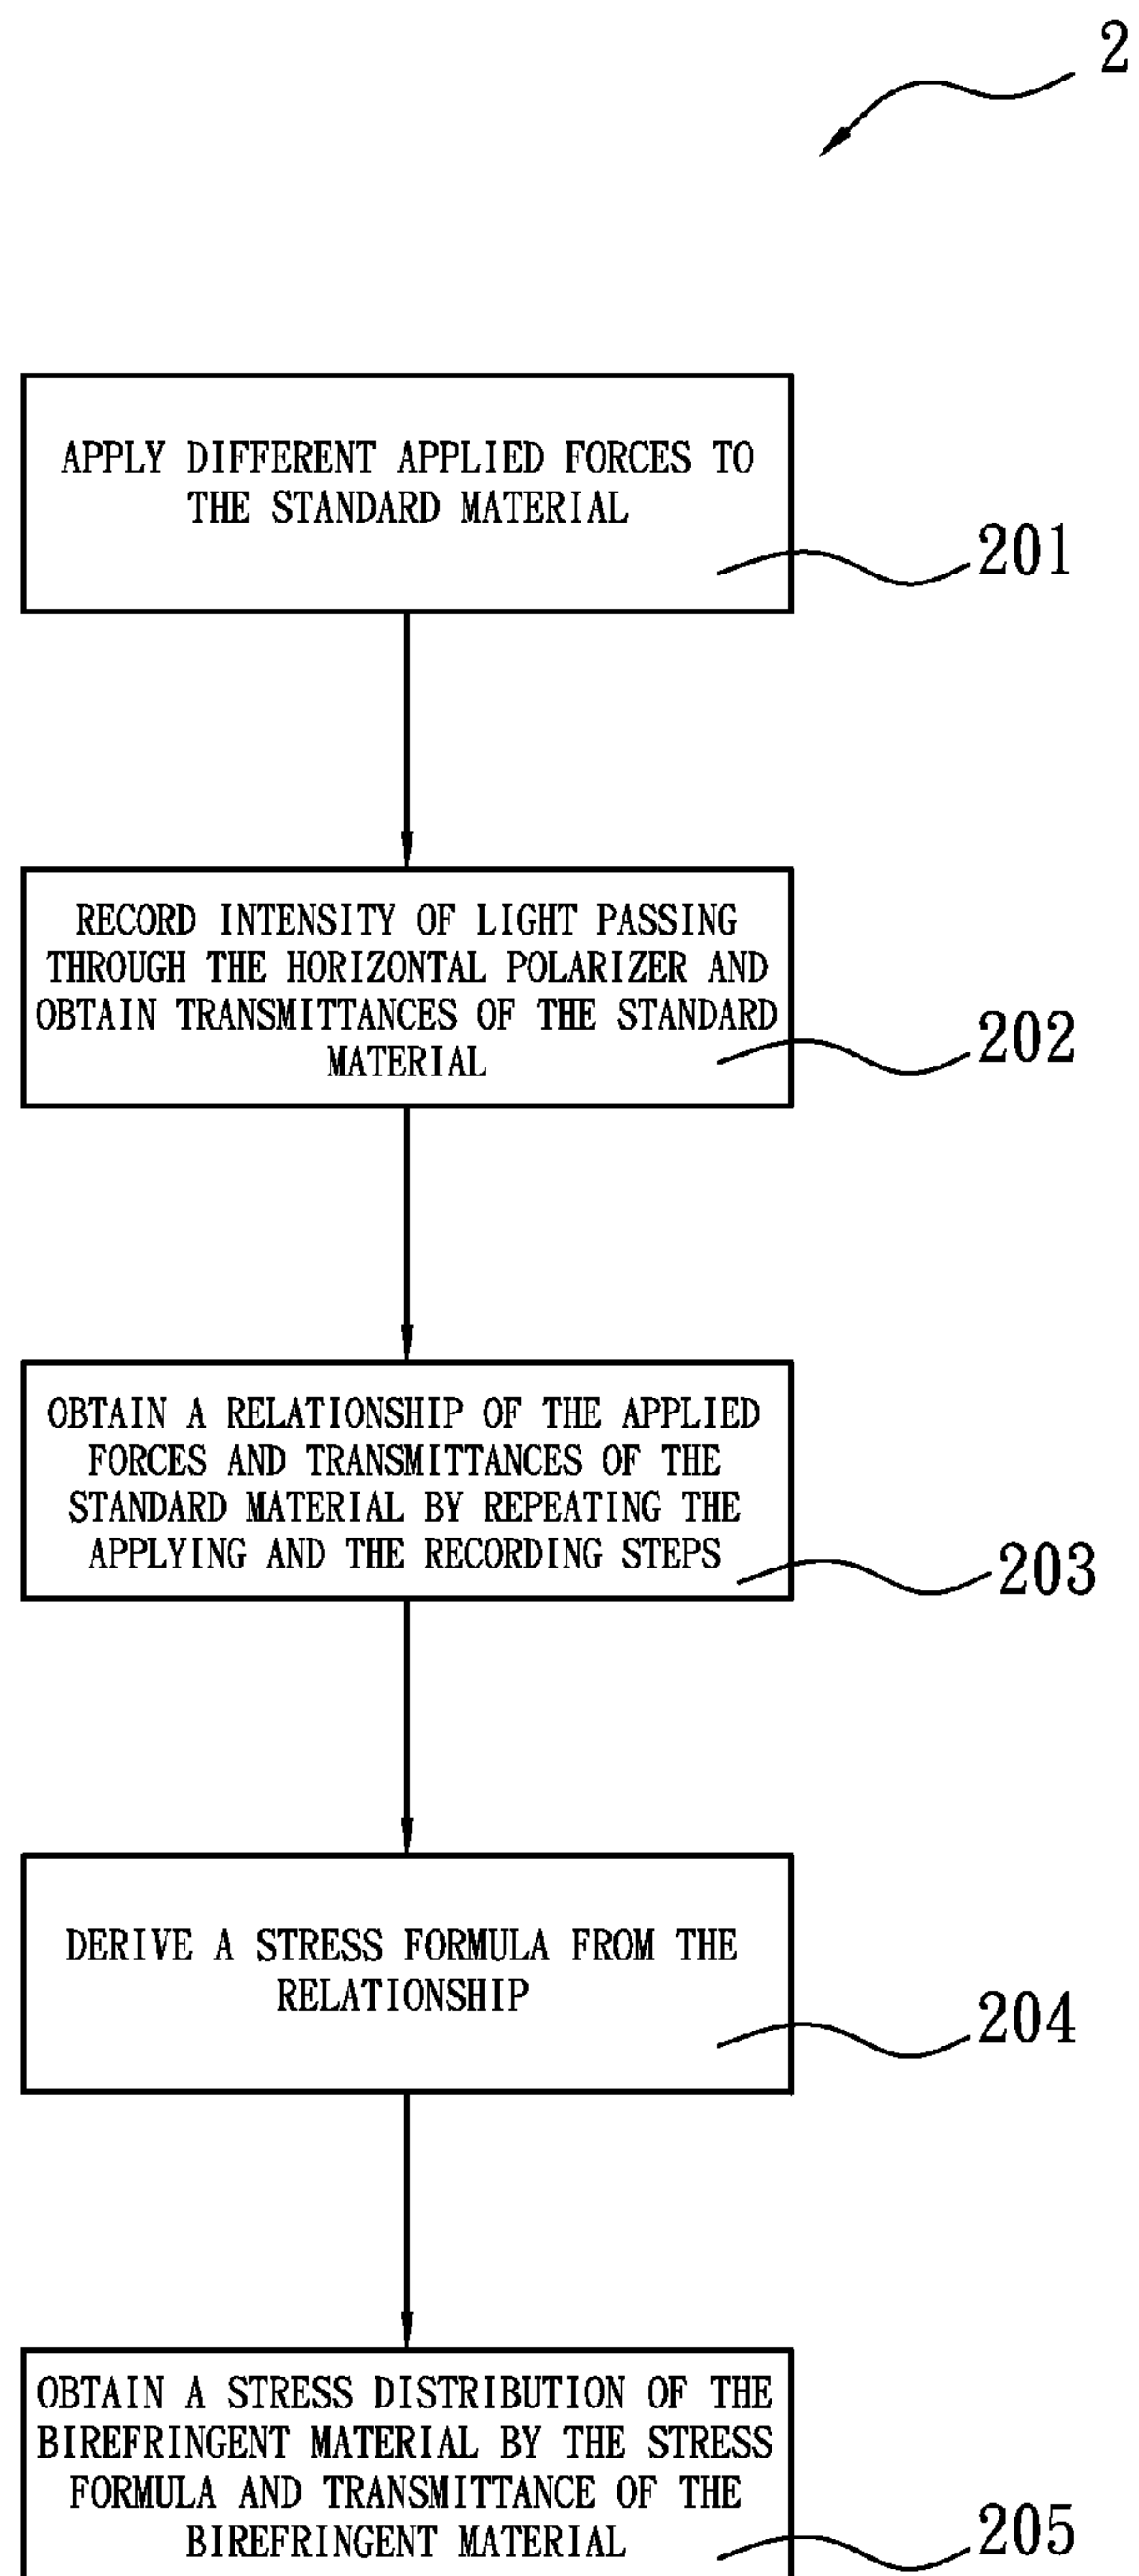 2
APPLY DIFFERENT APPLIED FORCES TO
THE STANDARD MATERIAL
201
RECORD INTENSITY OF LIGHT PASSING
THROUGH THE HORIZONTAL POLARIZER AND
OBTAIN TRANSMITTANCES OF THE STANDARD
MATERIAL
202
OBTAIN A RELATIONSHIP OF THE APPLIED
FORCES AND TRANSMITTANCES OF THE
STANDARD MATERIAL BY REPEATING THE
APPLYING AND THE RECORDING STEPS
203
DERIVE A STRESS FORMULA FROM THE
RELATIONSHIP
204
OBTAIN A STRESS DISTRIBUTION OF THE
BIREFRINGENT MATERIAL BY THE STRESS
FORMULA AND TRANSMITTANCE OF THE
BIREFRINGENT MATERIAL
205